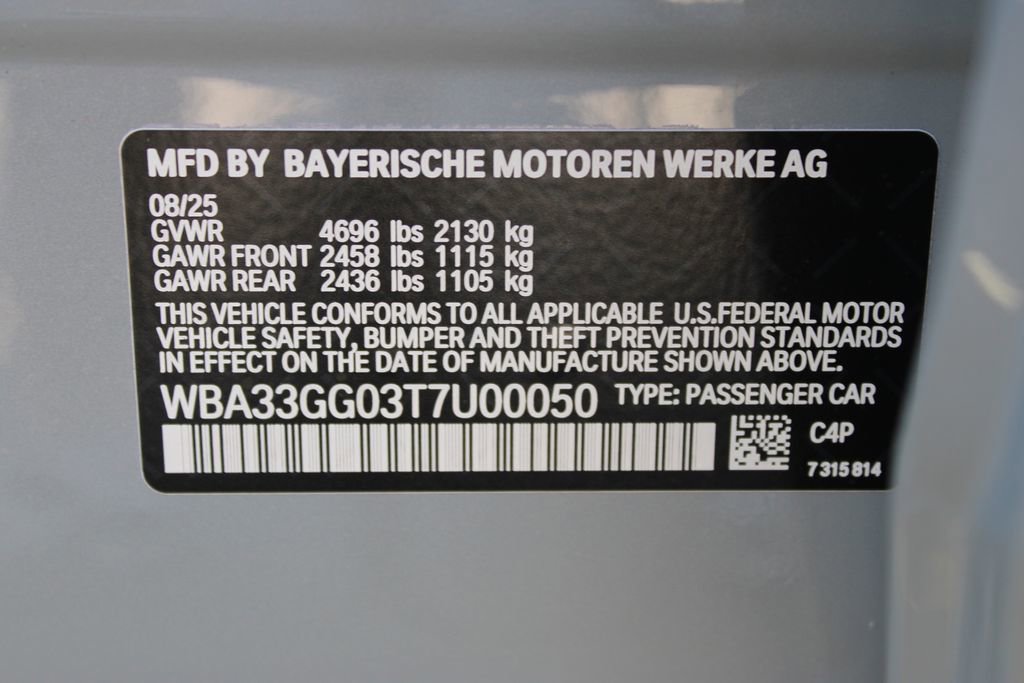 MFD BY BAYERISCHE MOTOREN WERKE AG
08/25
GVWR 4696 lbs 2130 kg
GAWR FRONT 2458 lbs 1115 kg
GAWR REAR 2436 lbs 1105 kg
THIS VEHICLE CONFORMS TO ALL APPLICABLE U.S.FEDERAL MOTOR
VEHICLE SAFETY, BUMPER AND THEFT PREVENTION STANDARDS
IN EFFECT ON THE DATE OF MANUFACTURE SHOWN ABOVE.
WBA33GG03T7U00050 TYPE: PASSENGER CAR
C4P
7 315 814